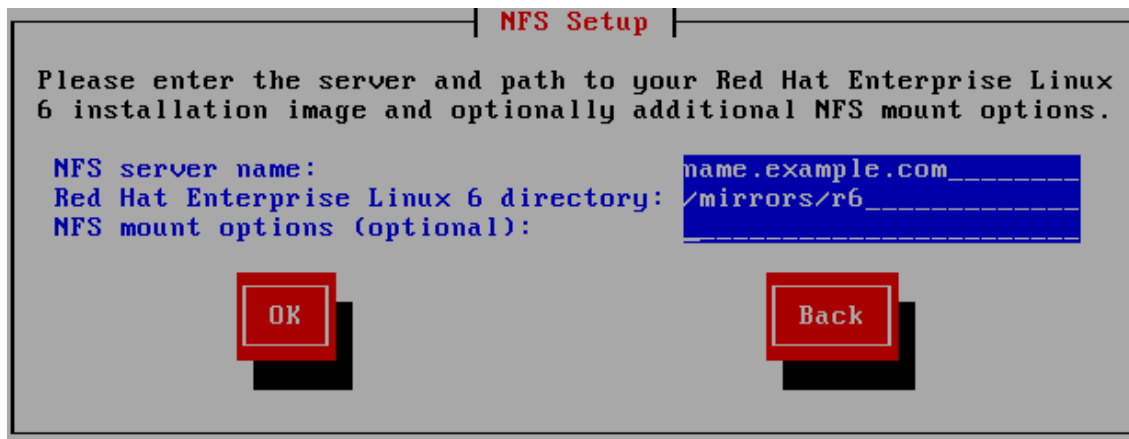 NFS Setup
Please enter the server and path to your Red Hat Enterprise Linux
6 installation image and optionally additional NFS mount options.
NFS server name: name.example.com________
Red Hat Enterprise Linux 6 directory: /mirrors/r6_____________
NFS mount options (optional): ________________________
OK Back